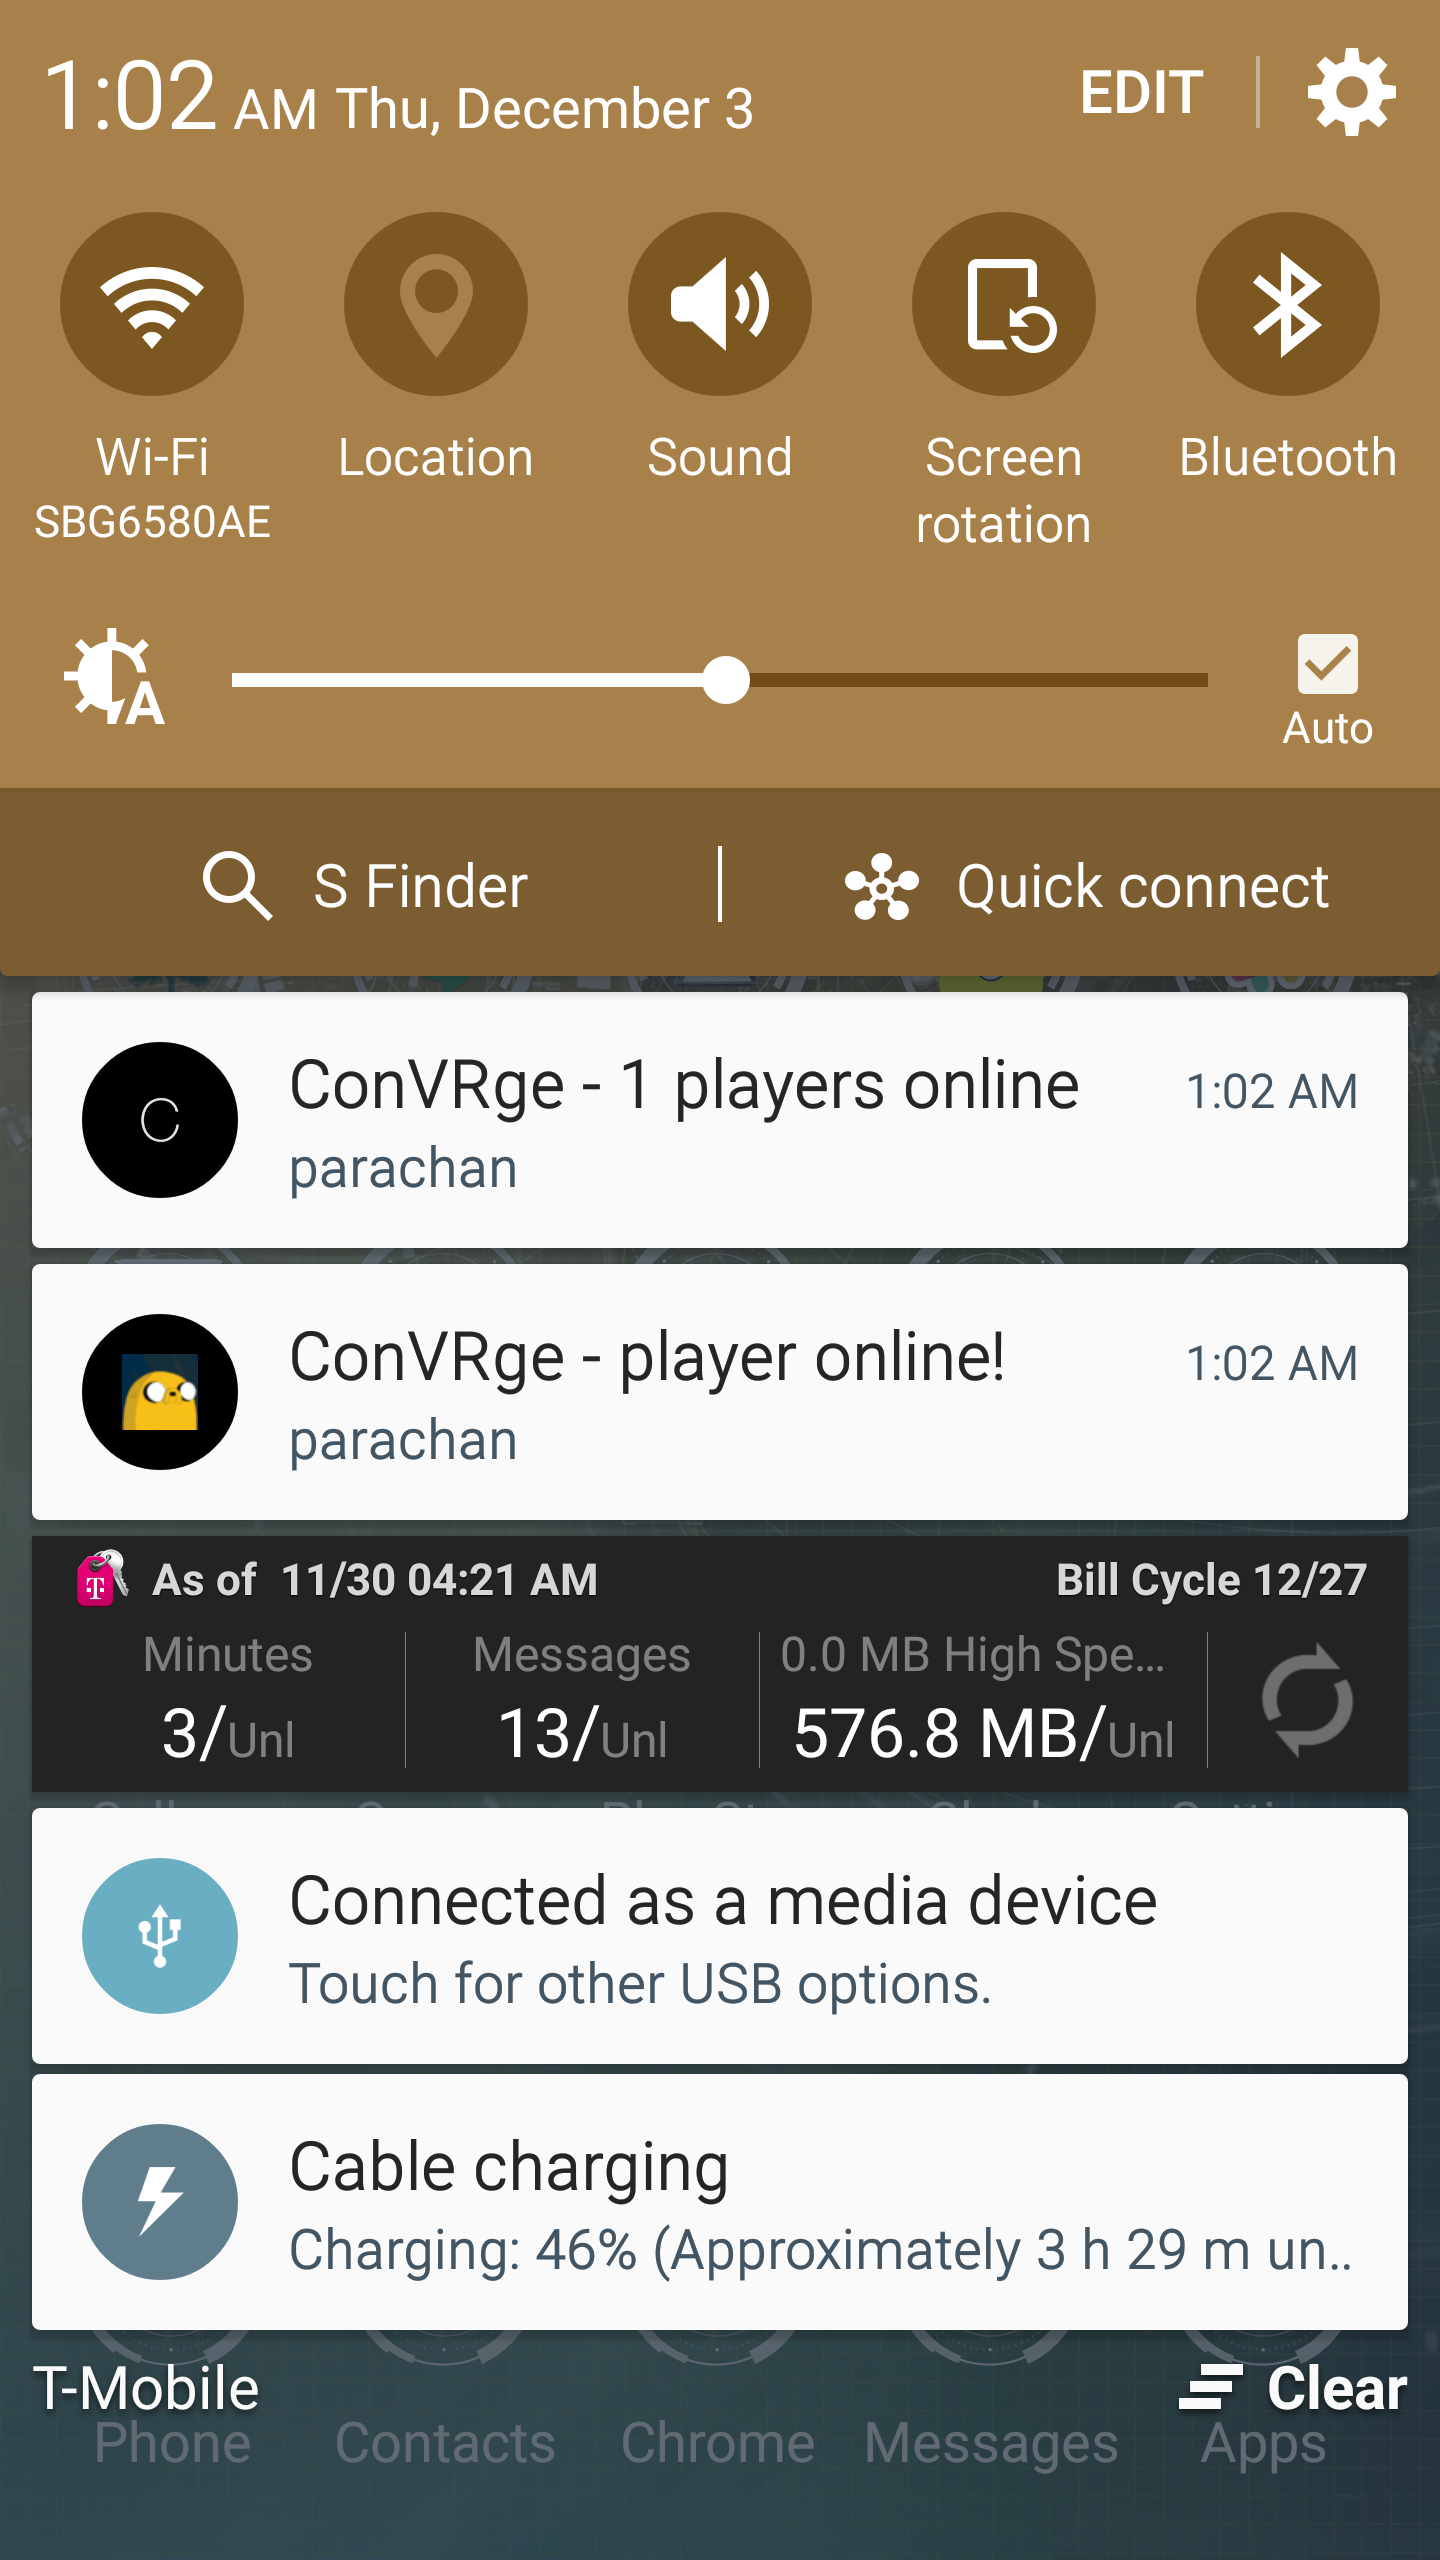 1:02 AM Thu, December 3 EDIT
Wi-Fi Location Sound Screen rotation Bluetooth
SBG6580AE
A
Auto
S Finder Quick connect
C
ConVRge - 1 players online 1:02 AM
parachan
ConVRge - player online! 1:02 AM
parachan
T
As of 11/30 04:21 AM Bill Cycle 12/27
Minutes Messages 0.0 MB High Spe...
3/Unl 13/Unl 576.8 MB/Unl
Connected as a media device
Touch for other USB options.
Cable charging
Charging: 46% (Approximately 3 h 29 m un..
T-Mobile Clear
Phone Contacts Chrome Messages Apps